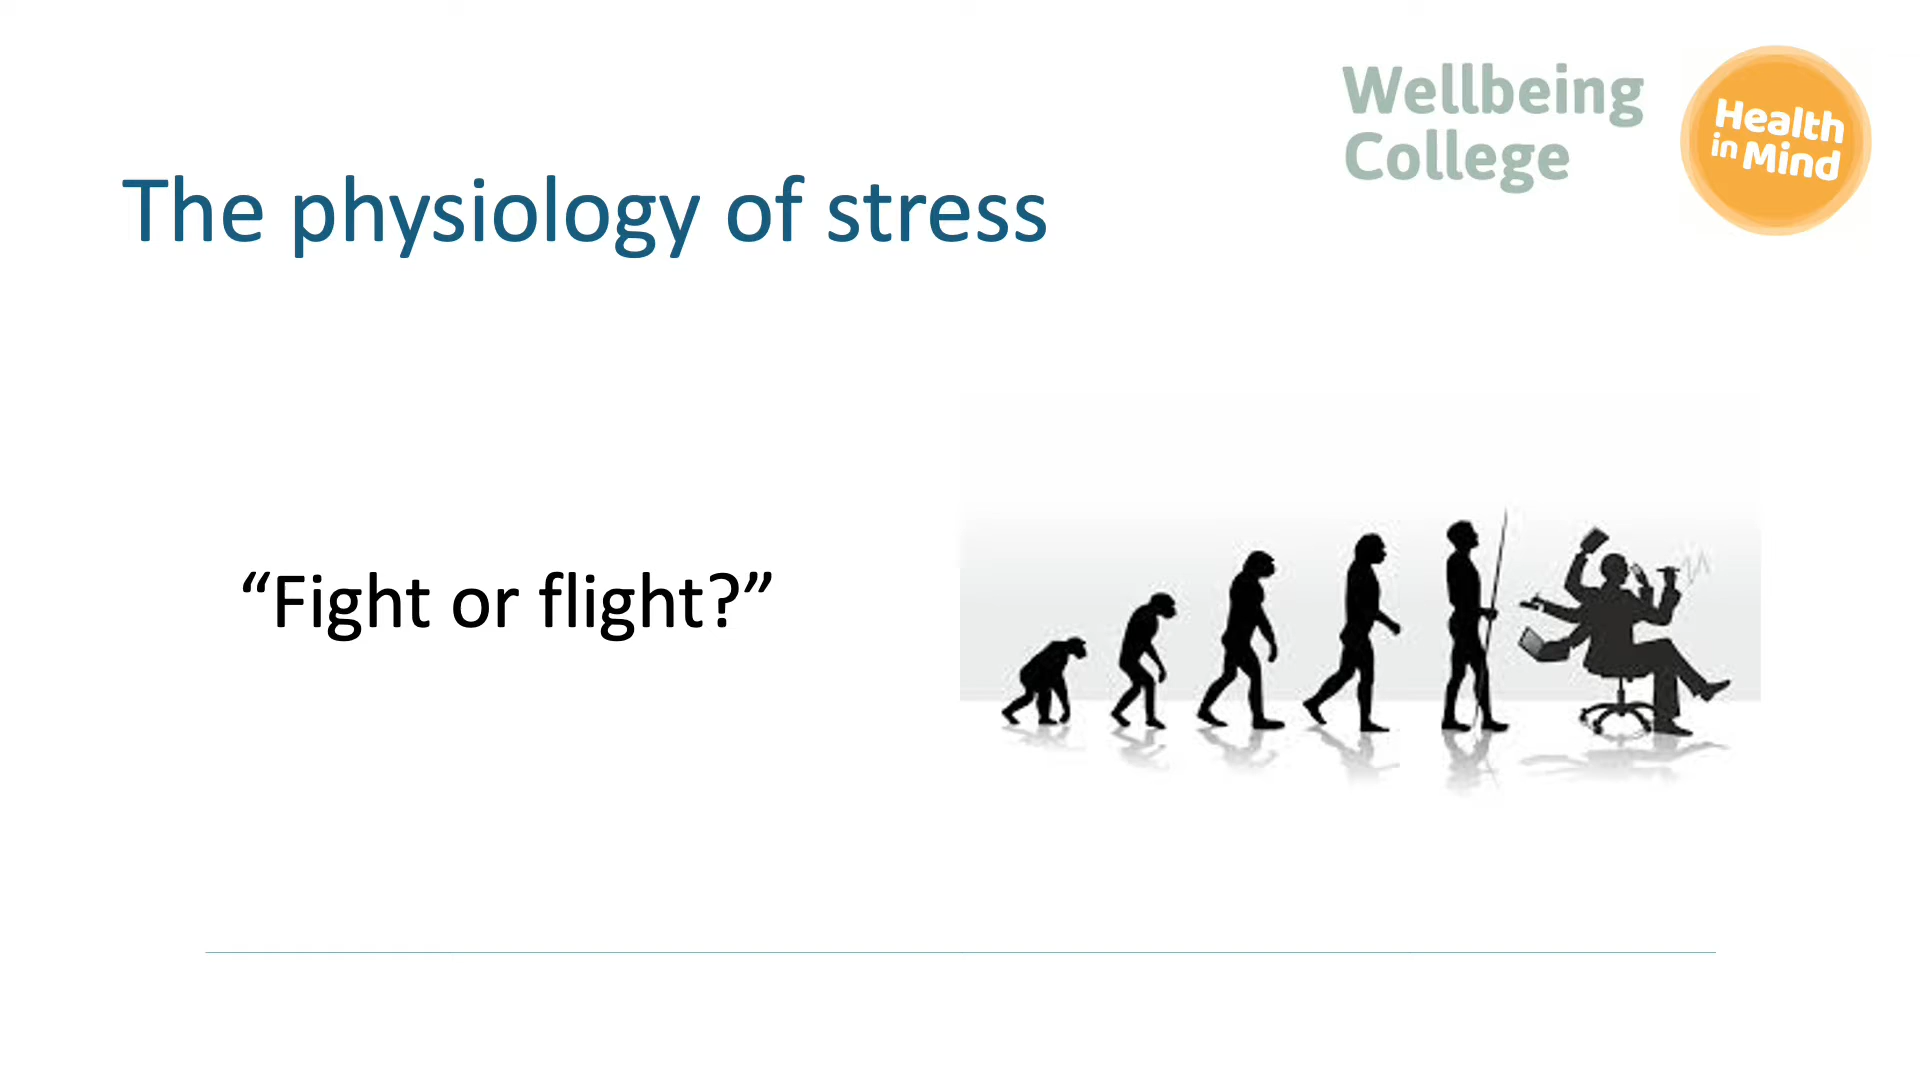 Wellbeing
College
Health
in Mind
The physiology of stress
“Fight or flight?”